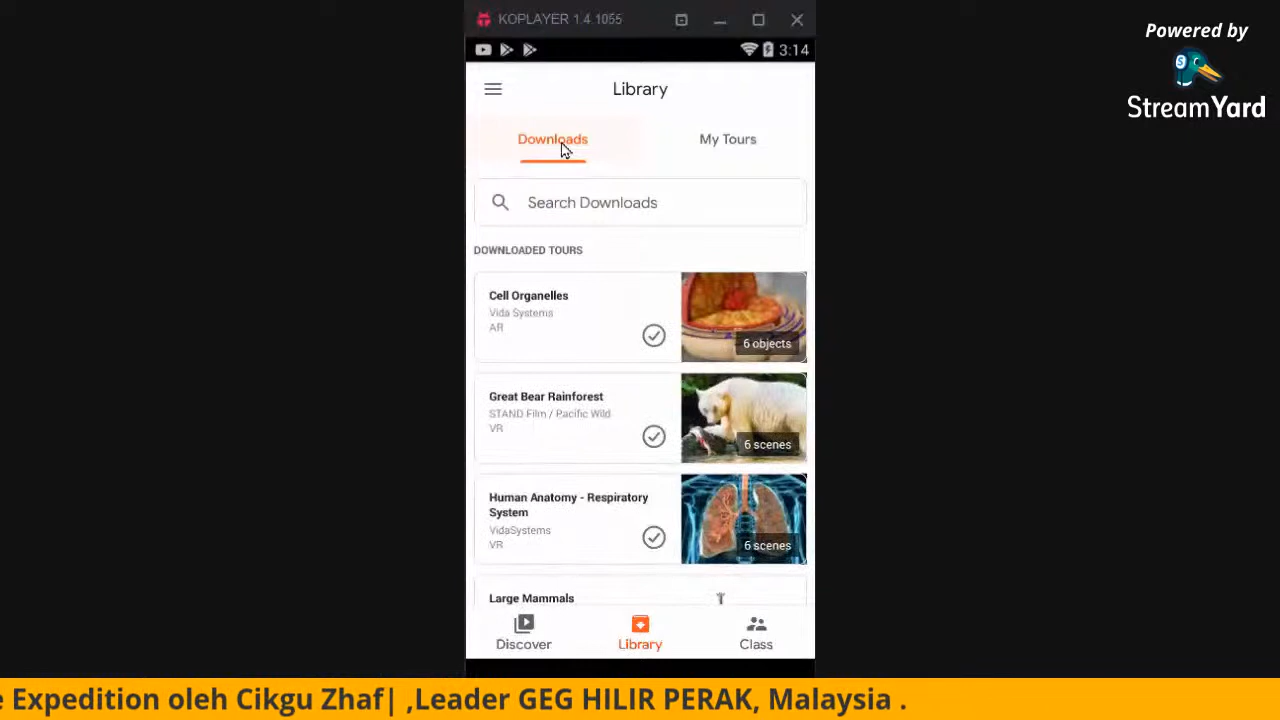 KOPLAYER 1.4.1055
3:14
Powered by
StreamYard
Library
Downloads
My Tours
Search Downloads
DOWNLOADED TOURS
Cell Organelles
Vida Systems
AR
6 objects
Great Bear Rainforest
STAND Film / Pacific Wild
VR
6 scenes
Human Anatomy - Respiratory
System
VidaSystems
VR
6 scenes
Large Mammals
Discover
Library
Class
Expedition oleh Cikgu Zhaf| ,Leader GEG HILIR PERAK, Malaysia .